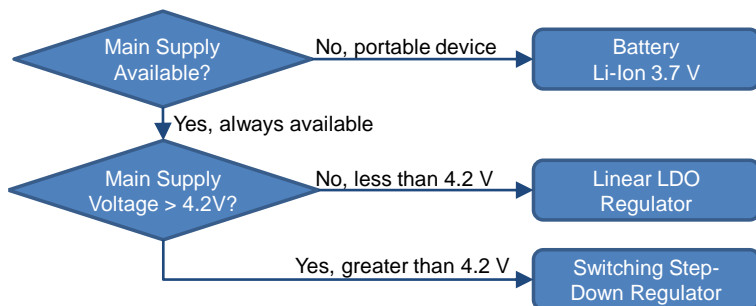 Main Supply
Available?
No, portable device
Battery
Li-Ion 3.7 V
Yes, always available
Main Supply
Voltage > 4.2V?
No, less than 4.2 V
Linear LDO
Regulator
Yes, greater than 4.2 V
Switching Step-
Down Regulator